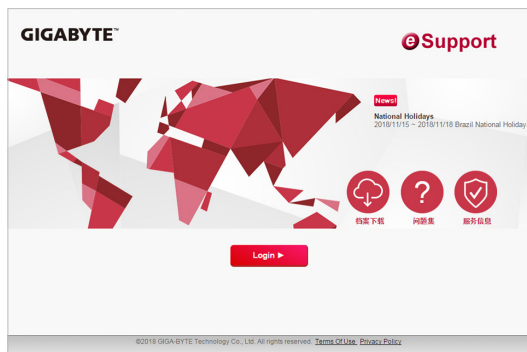 GIGABYTE™
eSupport
News!
National Holidays
2018/11/15 ~ 2018/11/18 Brazil National Holiday
档案下载 问题集 服务信息
Login ►
©2018 GIGA-BYTE Technology Co., Ltd. All rights reserved. Terms Of Use Privacy Policy